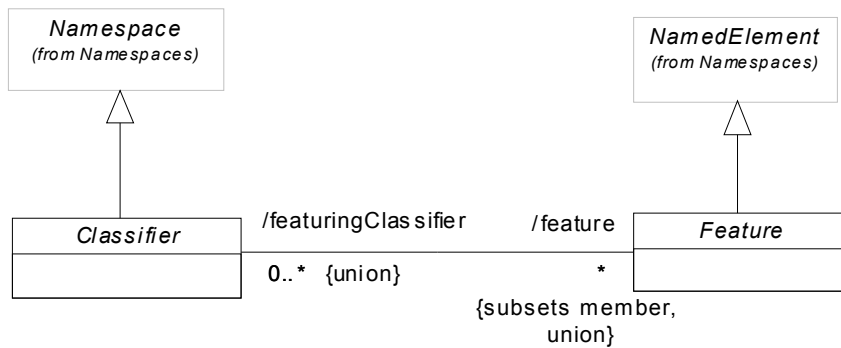 Namespace
(from Namespaces)
NamedElement
(from Namespaces)
Classifier
/featuringClassifier
/feature
Feature
0..* {union}
*
{subsets member,
union}